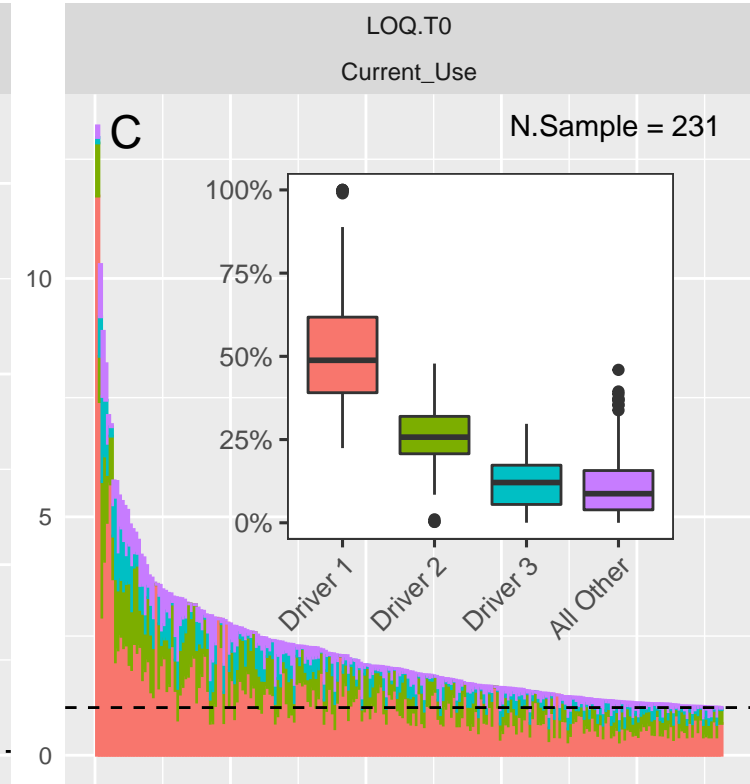 LOQ.T0
Current_Use
C
N.Sample = 231
100%
75%
50%
25%
0%
Driver 1
Driver 2
Driver 3
All Other
10
5
0